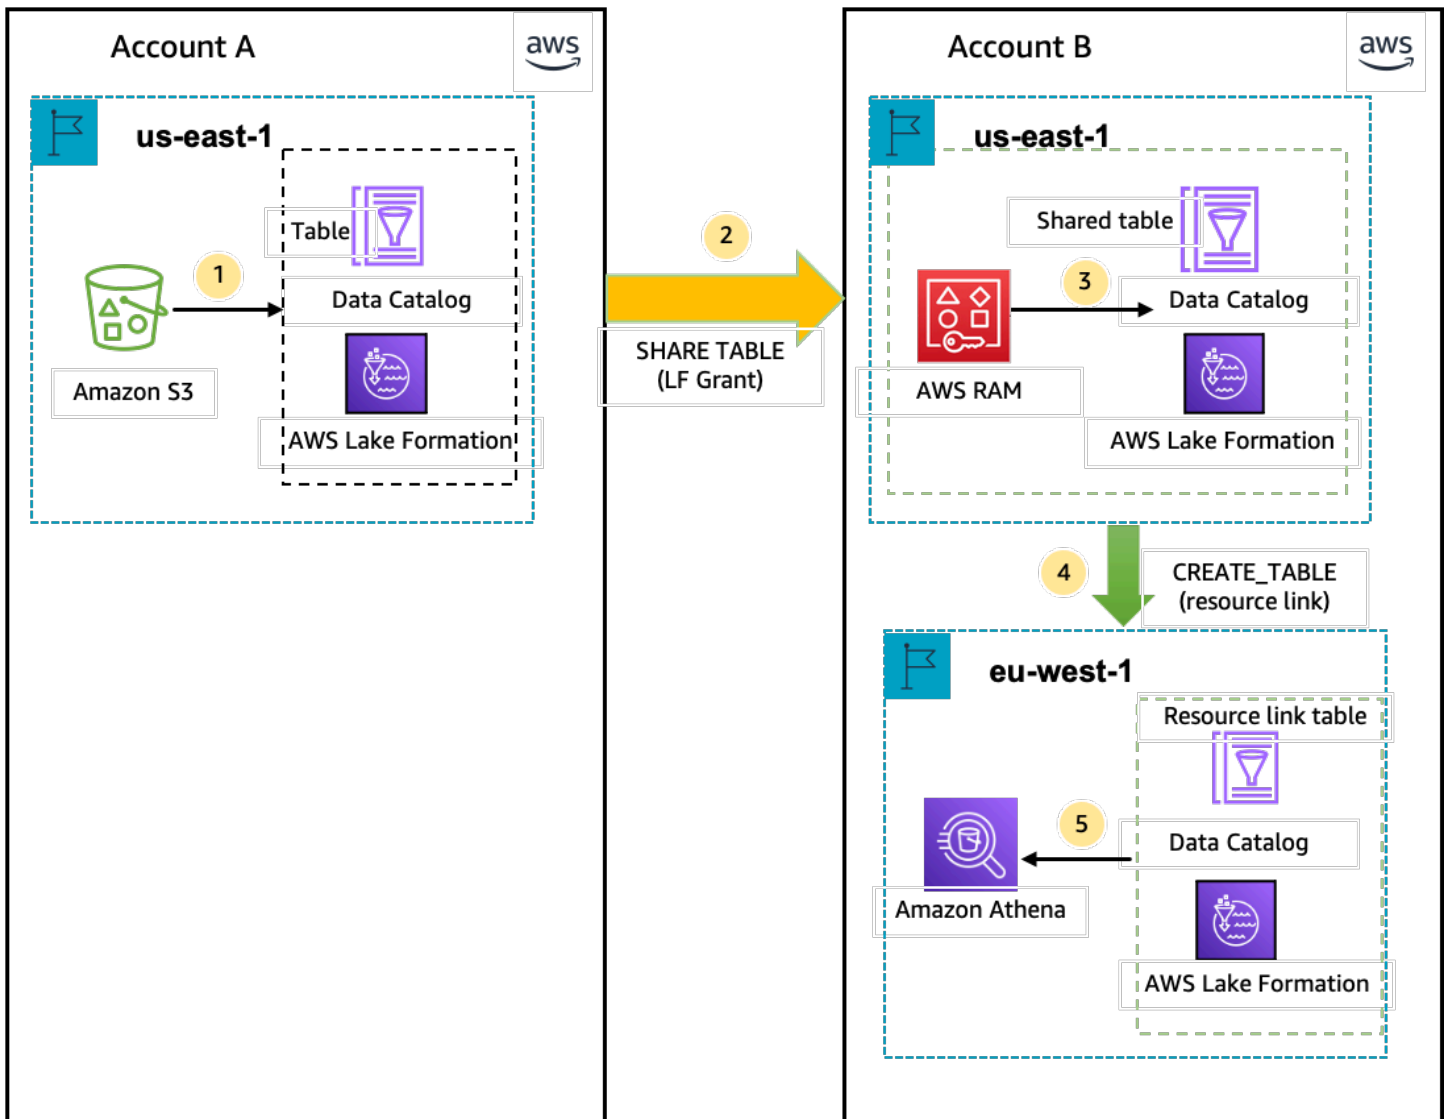 Account A
aws
us-east-1
Table
1
Data Catalog
Amazon S3
AWS Lake Formation
2
SHARE TABLE
(LF Grant)
Account B
aws
us-east-1
Shared table
3
Data Catalog
AWS RAM
AWS Lake Formation
4
CREATE_TABLE
(resource link)
eu-west-1
Resource link table
5
Data Catalog
Amazon Athena
AWS Lake Formation